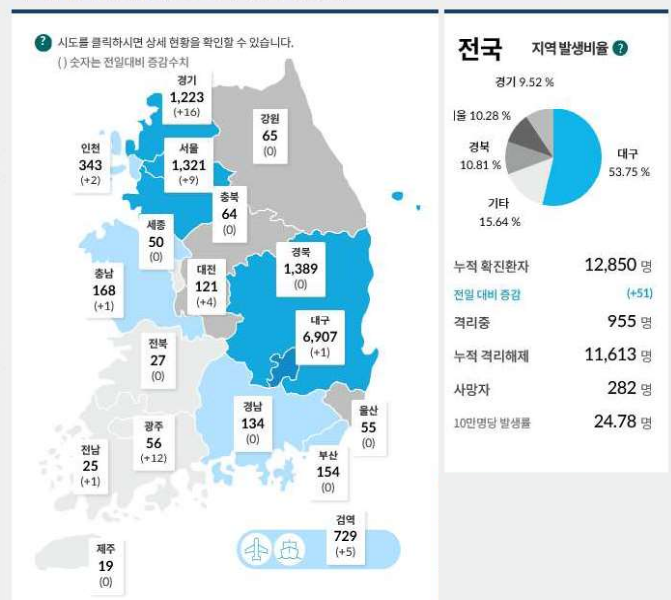 시도를 클릭하시면 상세 현황을 확인할 수 있습니다.
( ) 숫자는 전일대비 증감수치
경기
1,223
(+16)
강원
65
(0)
인천
343
(+2)
서울
1,321
(+9)
충북
64
(0)
세종
50
(0)
경북
1,389
(0)
대전
121
(+4)
충남
168
(+1)
대구
6,907
(+1)
전북
27
(0)
경남
134
(0)
울산
55
(0)
광주
56
(+12)
전남
25
(+1)
부산
154
(0)
검역
729
(+5)
제주
19
(0)
전국 지역 발생비율 ?
경기 9.52 %
울 10.28 %
경북
10.81 %
대구
53.75 %
기타
15.64 %
누적 확진환자 12,850 명
전일 대비 증감 (+51)
격리중 955 명
누적 격리해제 11,613 명
사망자 282 명
10만명당 발생률 24.78 명